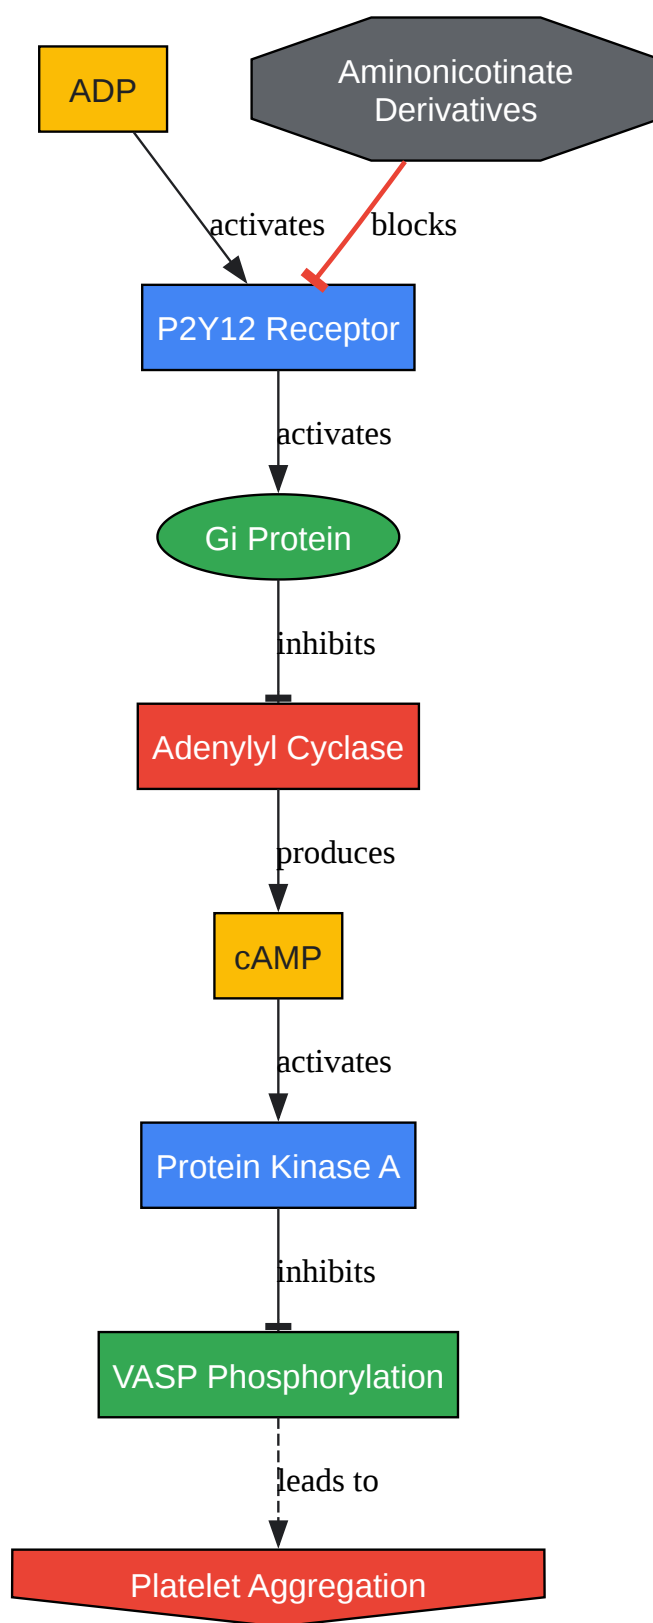 ADP
Aminonicotinate
Derivatives
activates
blocks
P2Y12 Receptor
activates
Gi Protein
inhibits
Adenylyl Cyclase
produces
cAMP
activates
Protein Kinase A
inhibits
VASP Phosphorylation
leads to
Platelet Aggregation